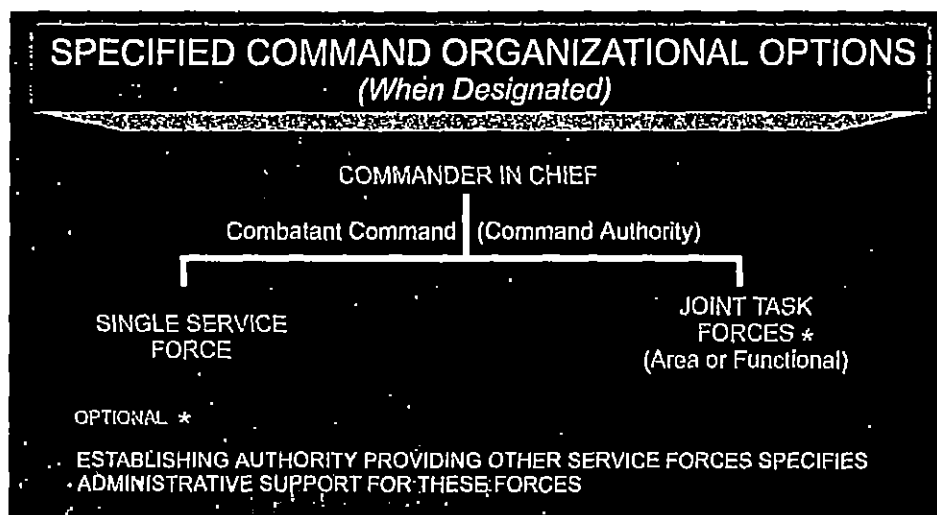 SPECIFIED COMMAND ORGANIZATIONAL OPTIONS
(When Designated)
COMMANDER IN CHIEF
Combatant Command (Command Authority)
SINGLE SERVICE
FORCE
JOINT TASK
FORCES *
(Area or Functional)
OPTIONAL *
ESTABLISHING AUTHORITY PROVIDING OTHER SERVICE FORCES SPECIFIES
ADMINISTRATIVE SUPPORT FOR THESE FORCES